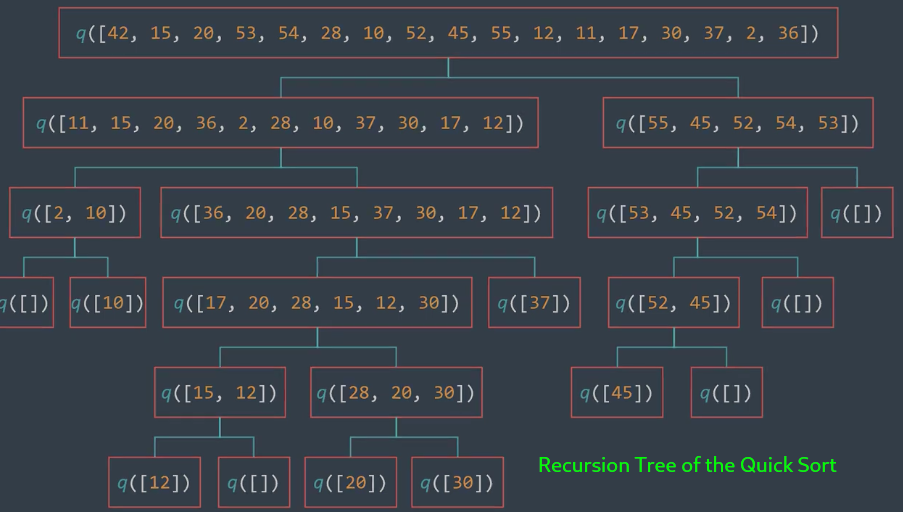 q([42, 15, 20, 53, 54, 28, 10, 52, 45, 55, 12, 11, 17, 30, 37, 2, 36])
q([11, 15, 20, 36, 2, 28, 10, 37, 30, 17, 12])
q([55, 45, 52, 54, 53])
q([2, 10])
q([36, 20, 28, 15, 37, 30, 17, 12])
q([53, 45, 52, 54])
q([])
q([])
q([10])
q([17, 20, 28, 15, 12, 30])
q([37])
q([52, 45])
q([])
q([15, 12])
q([28, 20, 30])
q([45])
q([])
q([12])
q([])
q([20])
q([30])
Recursion Tree of the Quick Sort